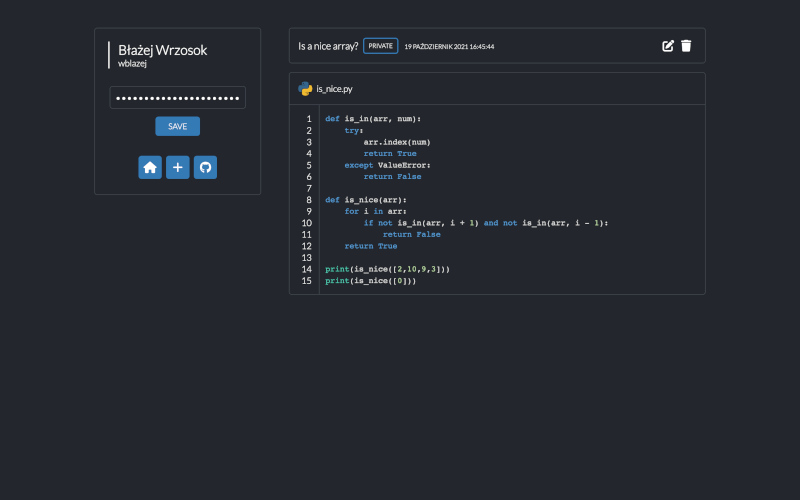 Błażej Wrzosok
wblazej
••••••••••••••••••••••
SAVE
Is a nice array? PRIVATE 19 PAŹDZIERNIK 2021 16:45:44
is_nice.py
1 def is_in(arr, num):
2     try:
3         arr.index(num)
4         return True
5     except ValueError:
6         return False
7
8 def is_nice(arr):
9     for i in arr:
10         if not is_in(arr, i + 1) and not is_in(arr, i - 1):
11             return False
12     return True
13
14 print(is_nice([2,10,9,3]))
15 print(is_nice([0]))